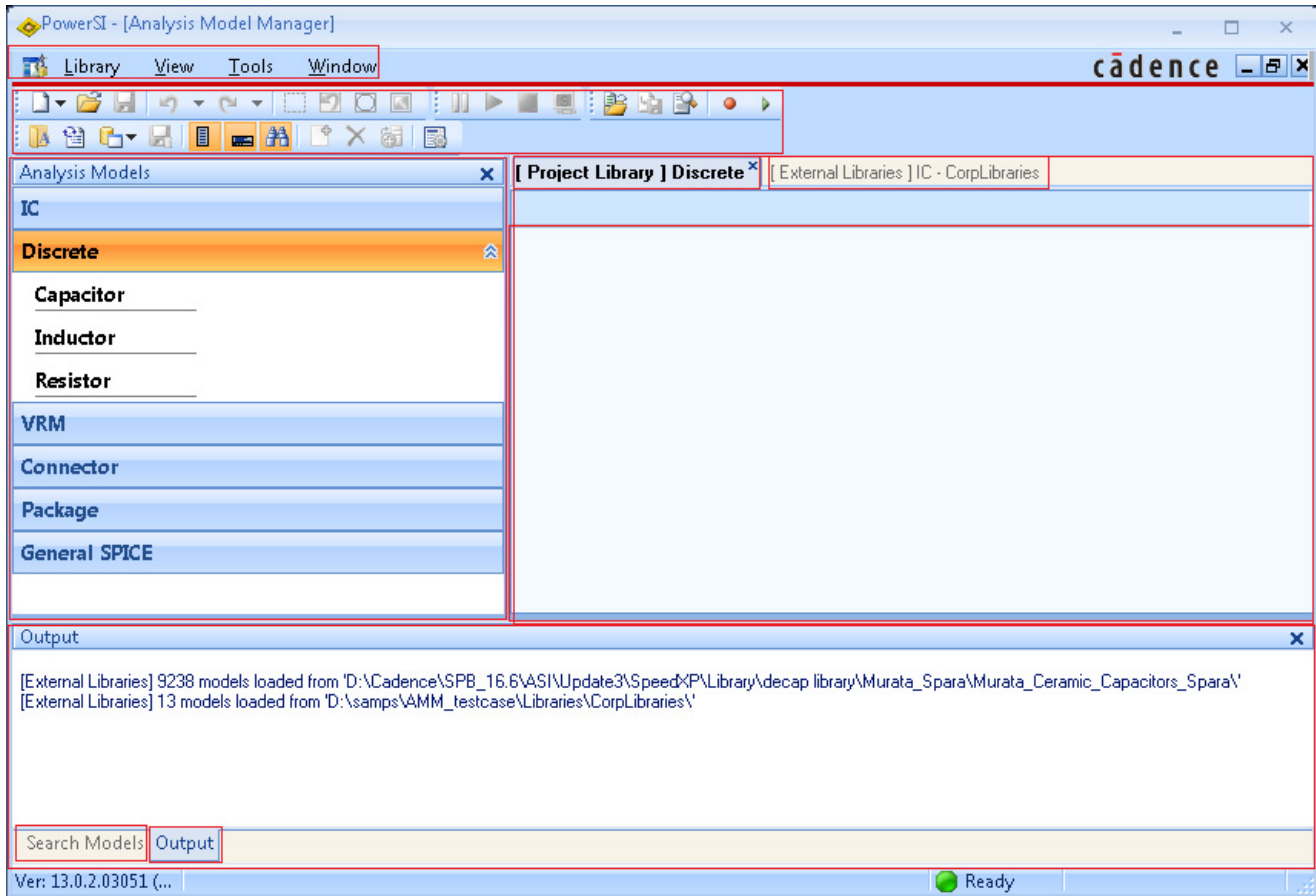 PowerSI - [Analysis Model Manager]
Library View Tools Window
cādence
Analysis Models
[ Project Library ] Discrete
[ External Libraries ] IC - CorpLibraries
IC
Discrete
Capacitor
Inductor
Resistor
VRM
Connector
Package
General SPICE
Output
[External Libraries] 9238 models loaded from 'D:\Cadence\SPB_16.6\ASI\Update3\SpeedXP\Library\decap library\Murata_Spara\Murata_Ceramic_Capacitors_Spara\'
[External Libraries] 13 models loaded from 'D:\samps\AMM_testcase\Libraries\CorpLibraries\'
Search Models Output
Ver: 13.0.2.03051 (...
Ready